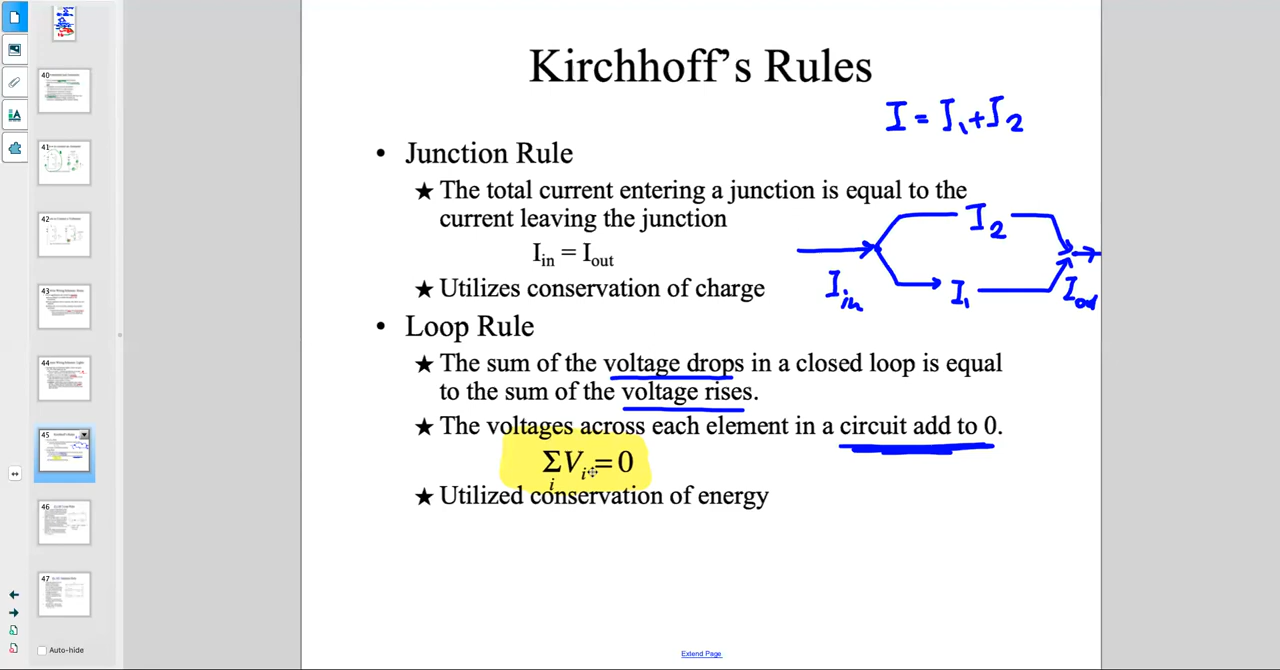 Kirchhoff's Rules
I = I₁ + I₂
• Junction Rule
★ The total current entering a junction is equal to the
current leaving the junction
I₂
Iin = Iout
Iin
I₁
Iout
★ Utilizes conservation of charge
• Loop Rule
★ The sum of the voltage drops in a closed loop is equal
to the sum of the voltage rises.
★ The voltages across each element in a circuit add to 0.
ΣVi = 0
i
★ Utilized conservation of energy
40
41
42
43
44
45
46
47
Auto-hide
Extend Page